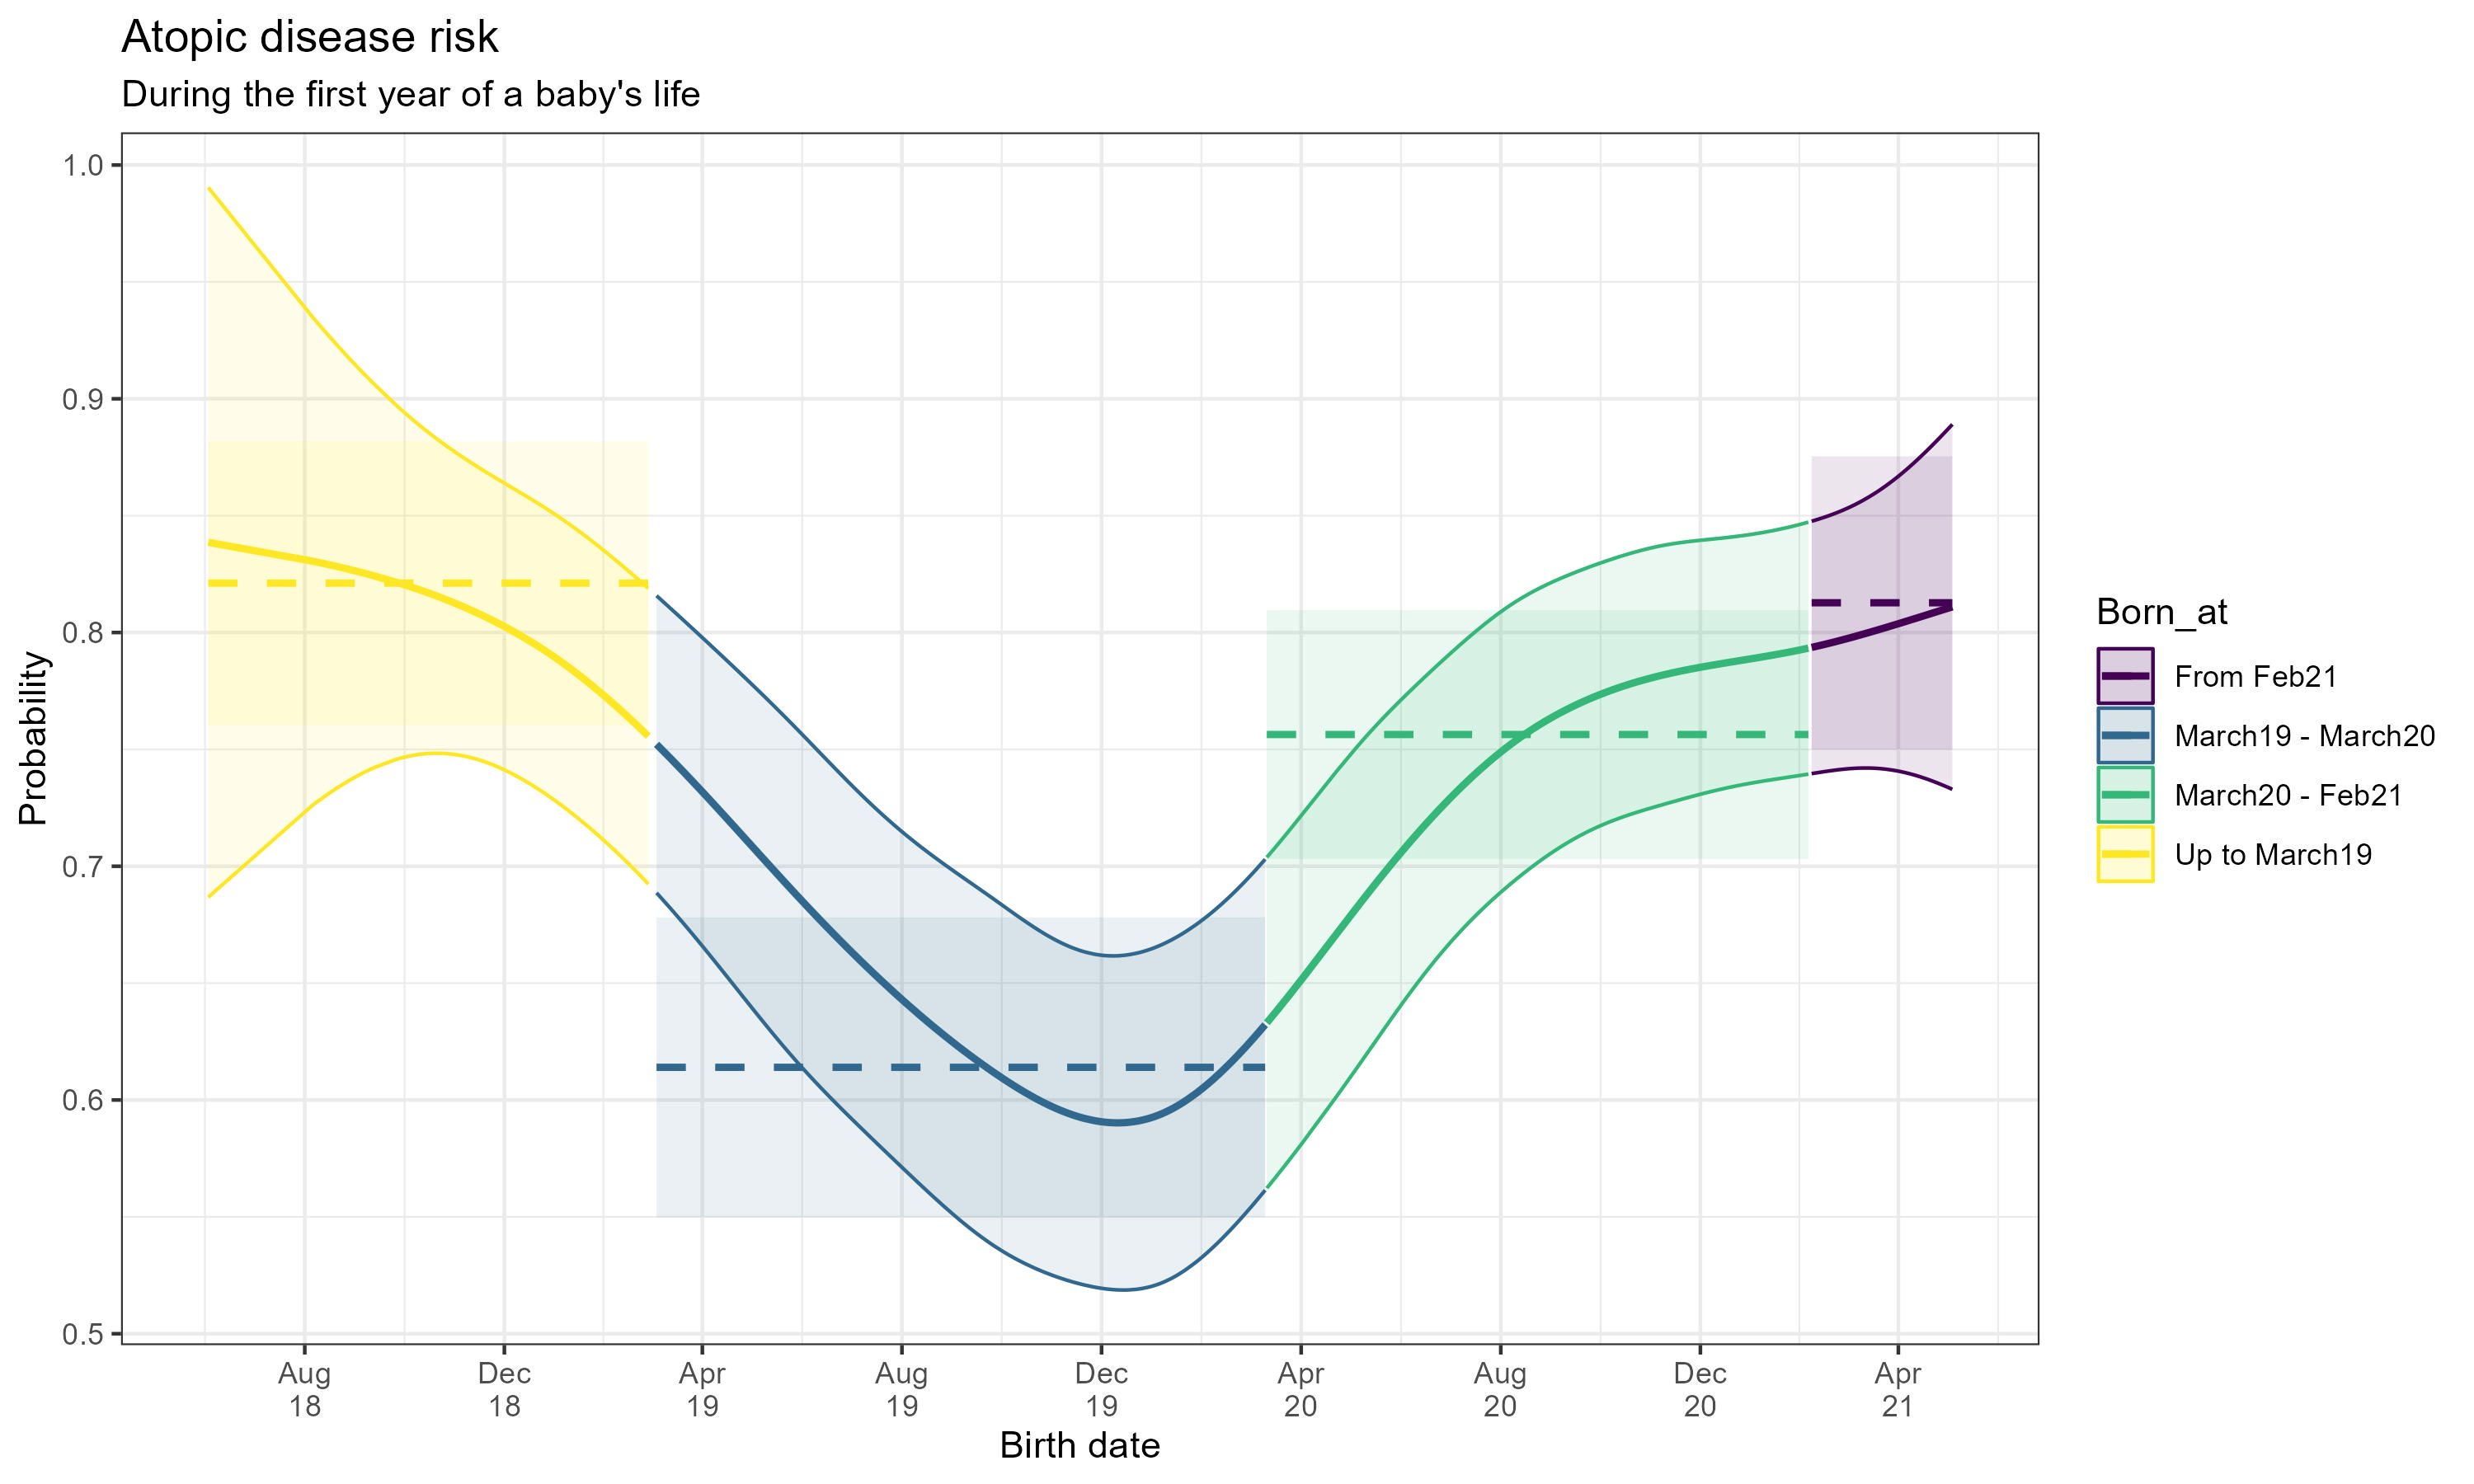 Atopic disease risk
During the first year of a baby's life
1.0
0.9
0.8
0.7
0.6
0.5
Probability
Aug Dec Apr Aug Dec Apr Aug Dec Apr
18 18 19 19 19 20 20 20 21
Birth date
Born_at
From Feb21
March19 - March20
March20 - Feb21
Up to March19